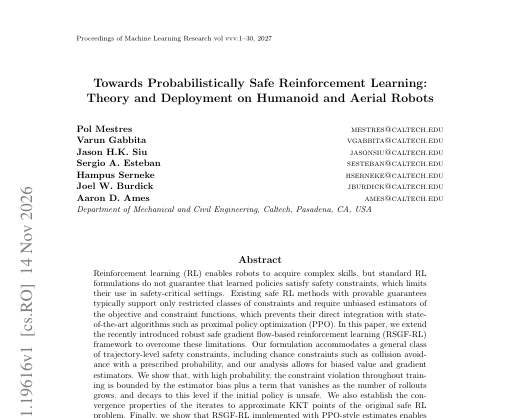 Proceedings of Machine Learning Research vol vvv:1–30, 2027
Towards Probabilistically Safe Reinforcement Learning:
Theory and Deployment on Humanoid and Aerial Robots
Pol Mestres MESTRES@CALTECH.EDU
Varun Gabbita VGABBITA@CALTECH.EDU
Jason H.K. Siu JASONSIU@CALTECH.EDU
Sergio A. Esteban SESTEBAN@CALTECH.EDU
Hampus Serneke HSERNEKE@CALTECH.EDU
Joel W. Burdick JBURDICK@CALTECH.EDU
Aaron D. Ames AMES@CALTECH.EDU
Department of Mechanical and Civil Engineering, Caltech, Pasadena, CA, USA
Abstract
Reinforcement learning (RL) enables robots to acquire complex skills, but standard RL
formulations do not guarantee that learned policies satisfy safety constraints, which limits
their use in safety-critical settings. Existing safe RL methods with provable guarantees
typically support only restricted classes of constraints and require unbiased estimators of
the objective and constraint functions, which prevents their direct integration with state-
of-the-art algorithms such as proximal policy optimization (PPO). In this paper, we extend
the recently introduced robust safe gradient flow-based reinforcement learning (RSGF-RL)
framework to overcome these limitations. Our formulation accommodates a general class
of trajectory-level safety constraints, including chance constraints such as collision avoid-
ance with a prescribed probability, and our analysis allows for biased value and gradient
estimates. We show that, with high probability, the constraint violation throughout train-
ing is bounded by the estimator bias plus a term that vanishes as the number of rollouts
grows, and decays to this level if the initial policy is unsafe. We also establish the con-
vergence properties of the iterates to approximate KKT points of the original safe RL
problem. Finally, we show that RSGF-RL implemented with PPO-style estimators enables
1.19616v1 [cs.RO] 14 Nov 2026